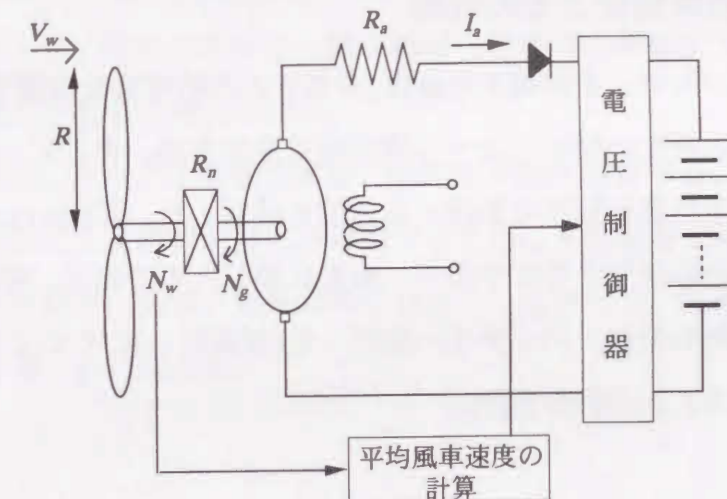 V_w
R
R_n
N_w
N_g
R_a
I_a
電圧制御器
平均風車速度の
計算